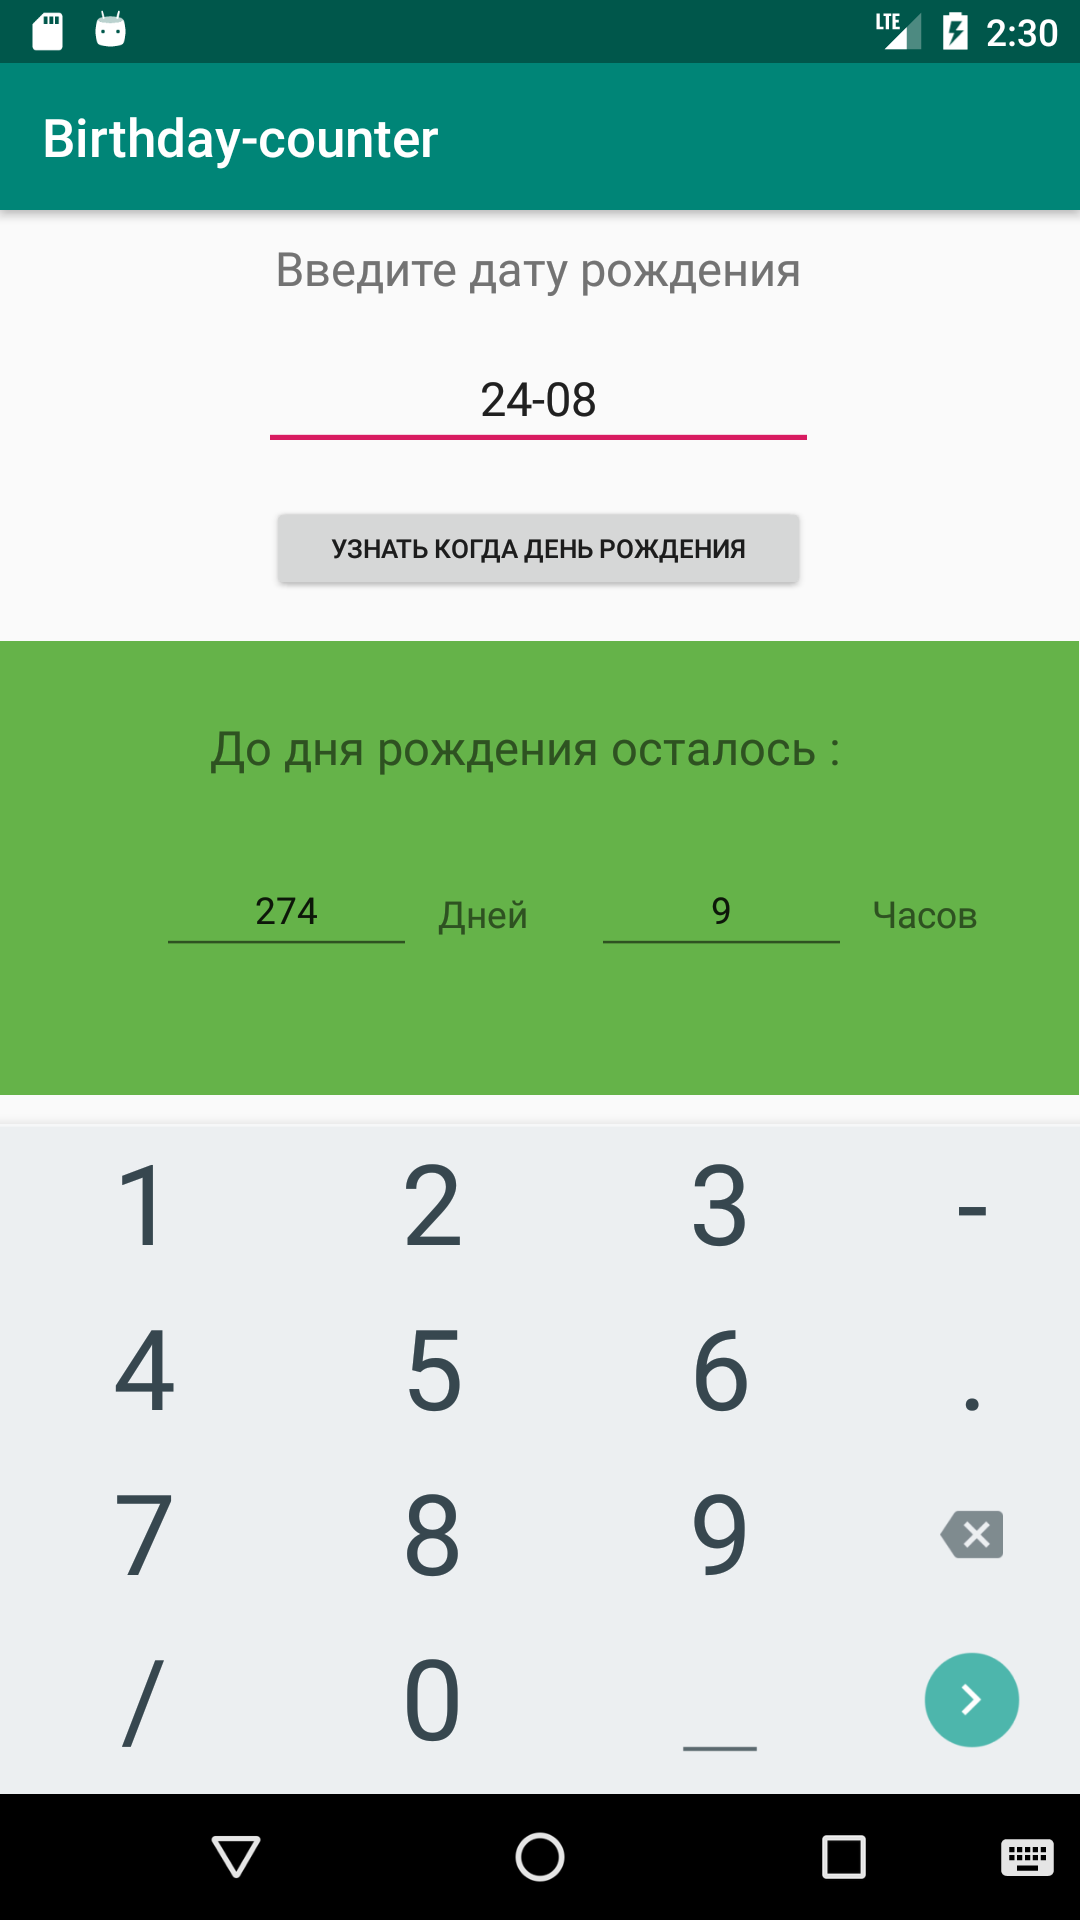 LTE 2:30
Birthday-counter
Введите дату рождения
24-08
УЗНАТЬ КОГДА ДЕНЬ РОЖДЕНИЯ
До дня рождения осталось :
274 Дней 9 Часов
1 2 3 -
4 5 6 .
7 8 9
/ 0 _